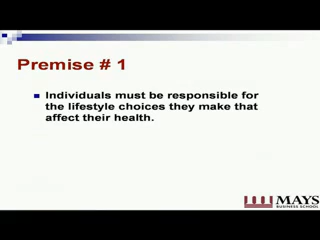 Premise # 1
Individuals must be responsible for
the lifestyle choices they make that
affect their health.
MAYS
BUSINESS SCHOOL